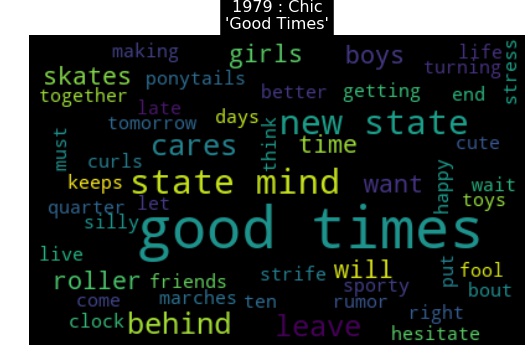 1979 : Chic
'Good Times'
making girls boys life
turning stress
skates ponytails
together better getting end
late days new state
tomorrow
must cares think time cute
curls
keeps state mind want happy wait
toys
quarter let
silly good times
live
roller friends strife will put fool
sporty bout
come marches ten rumor
right
clock behind leave hesitate